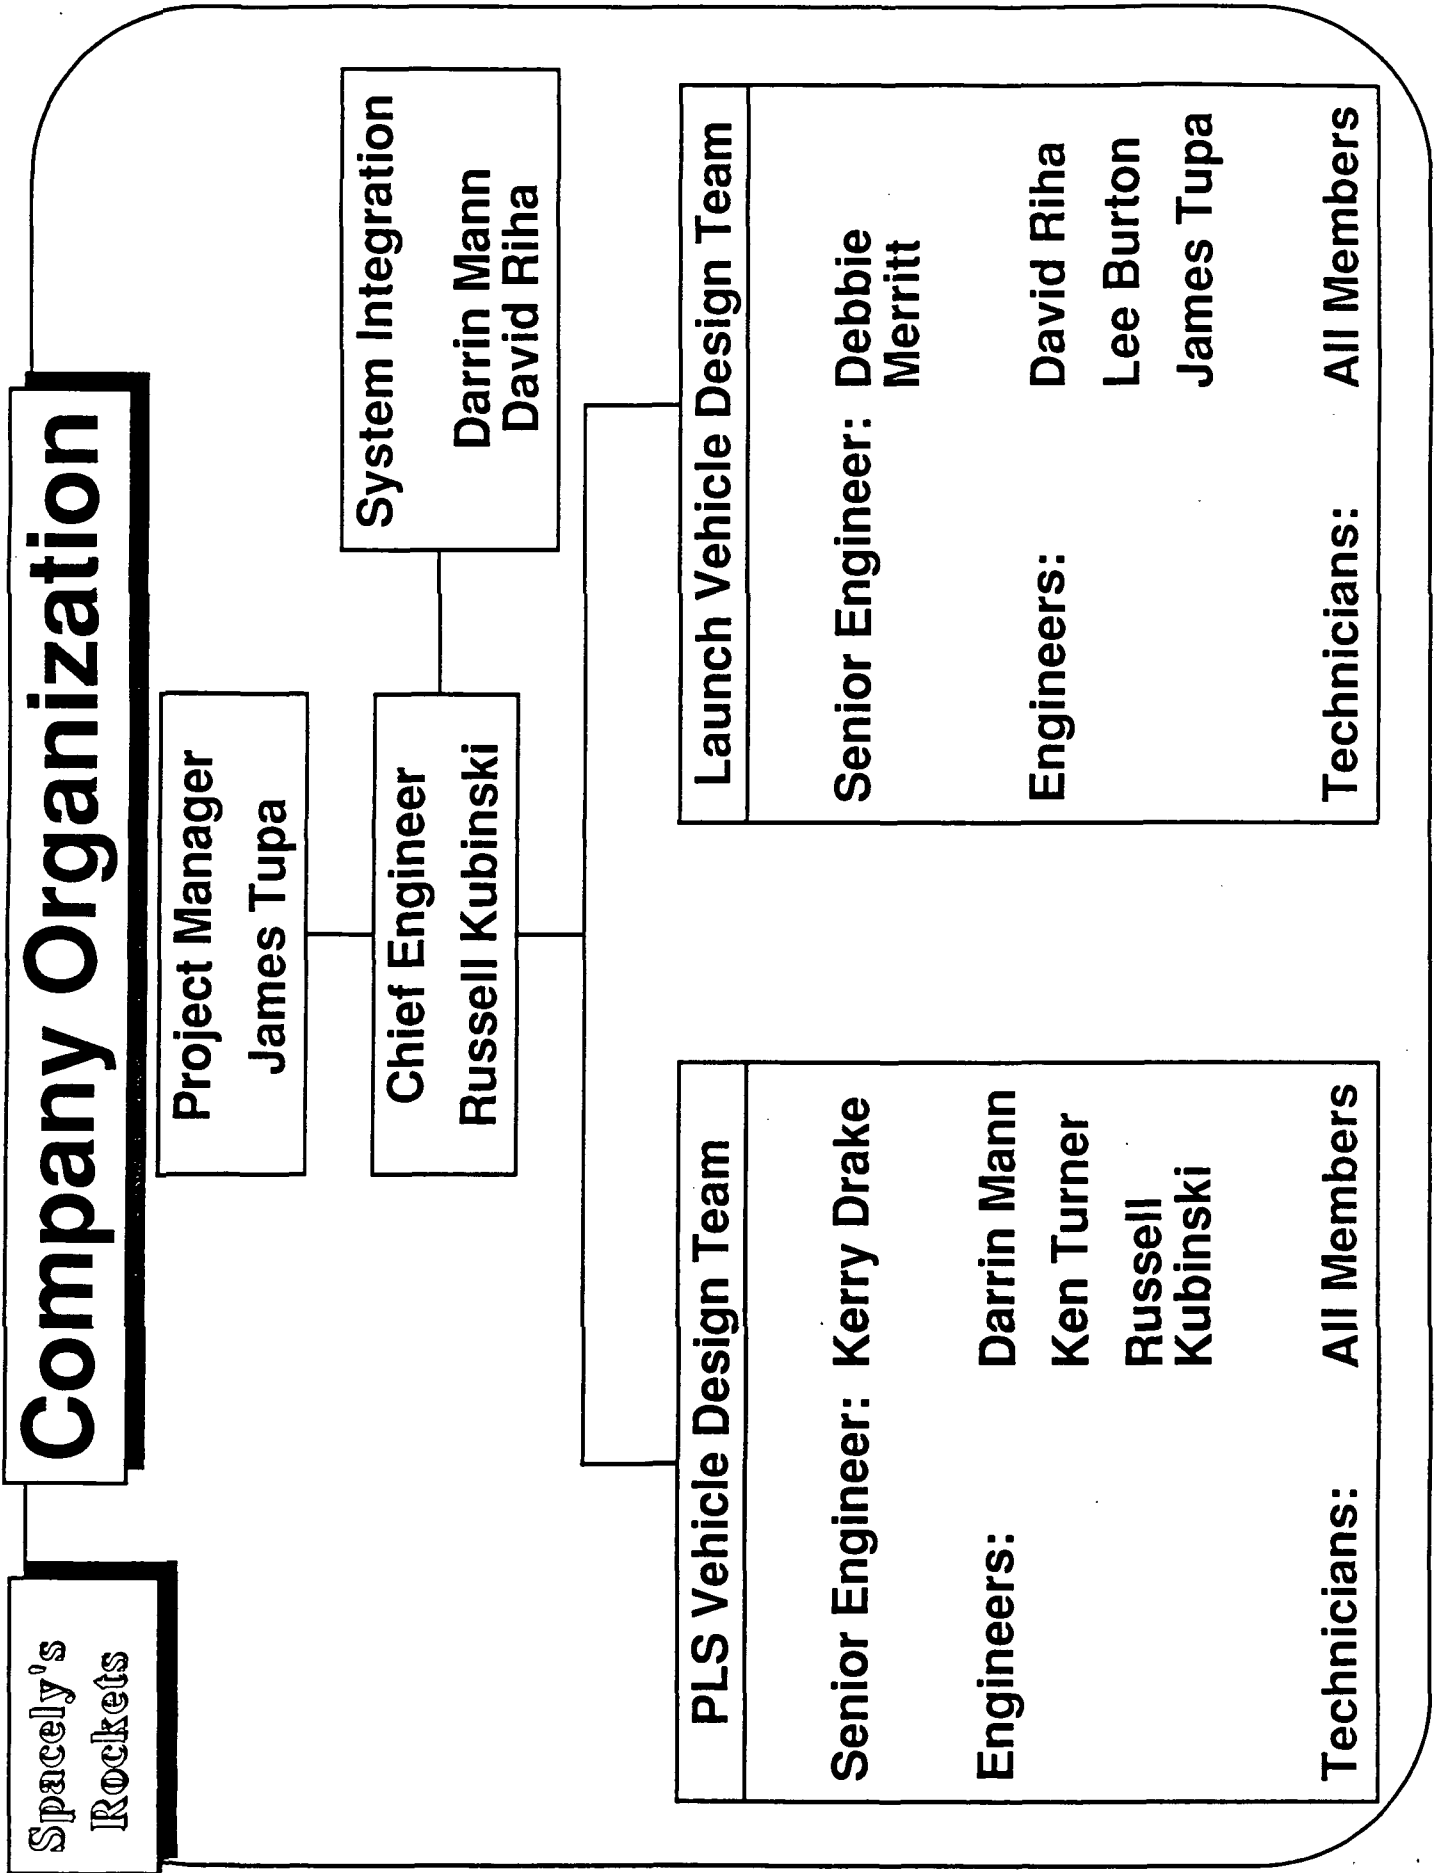 Spacely's
Rockets
Company Organization
Project Manager
James Tupa
Chief Engineer
Russell Kubinski
System Integration
Darrin Mann
David Riha
PLS Vehicle Design Team
Senior Engineer: Kerry Drake
Engineers: Darrin Mann
Ken Turner
Russell
Kubinski
Technicians: All Members
Launch Vehicle Design Team
Senior Engineer: Debbie
Merritt
Engineers: David Riha
Lee Burton
James Tupa
Technicians: All Members